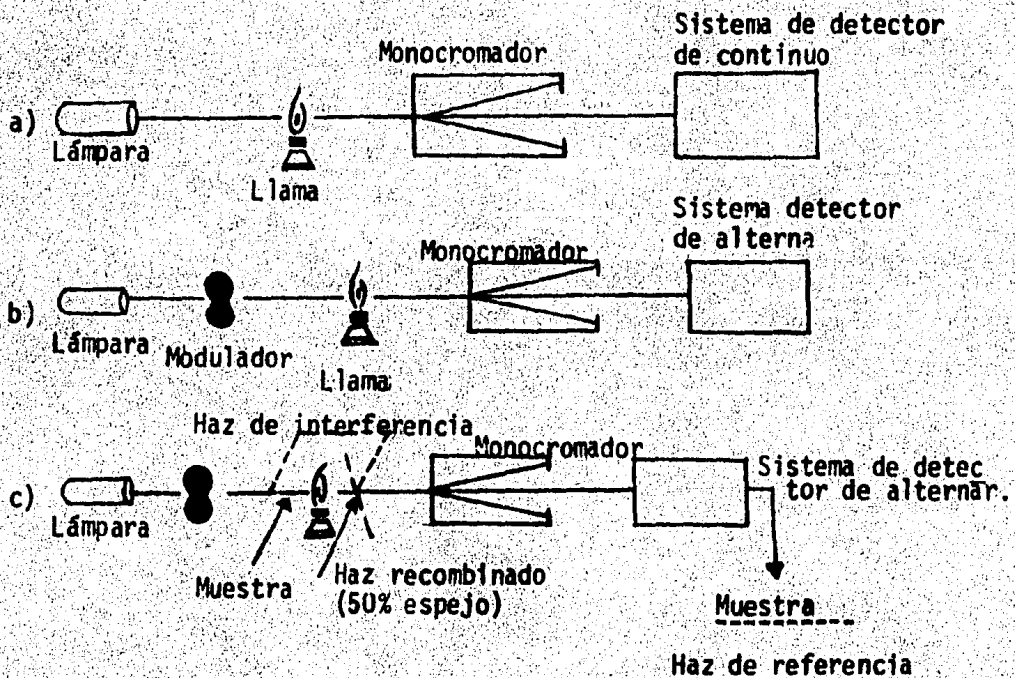 Sistema de detector
de continuo
Monocromador
a)
Lámpara
Llama
Sistema detector
de alterna
Monocromador
b)
Lámpara
Modulador
Llama
Haz de interferencia
Monocromador
Sistema de detec
tor de alternar.
c)
Lámpara
Muestra
Haz recombinado
(50% espejo)
Muestra
Haz de referencia